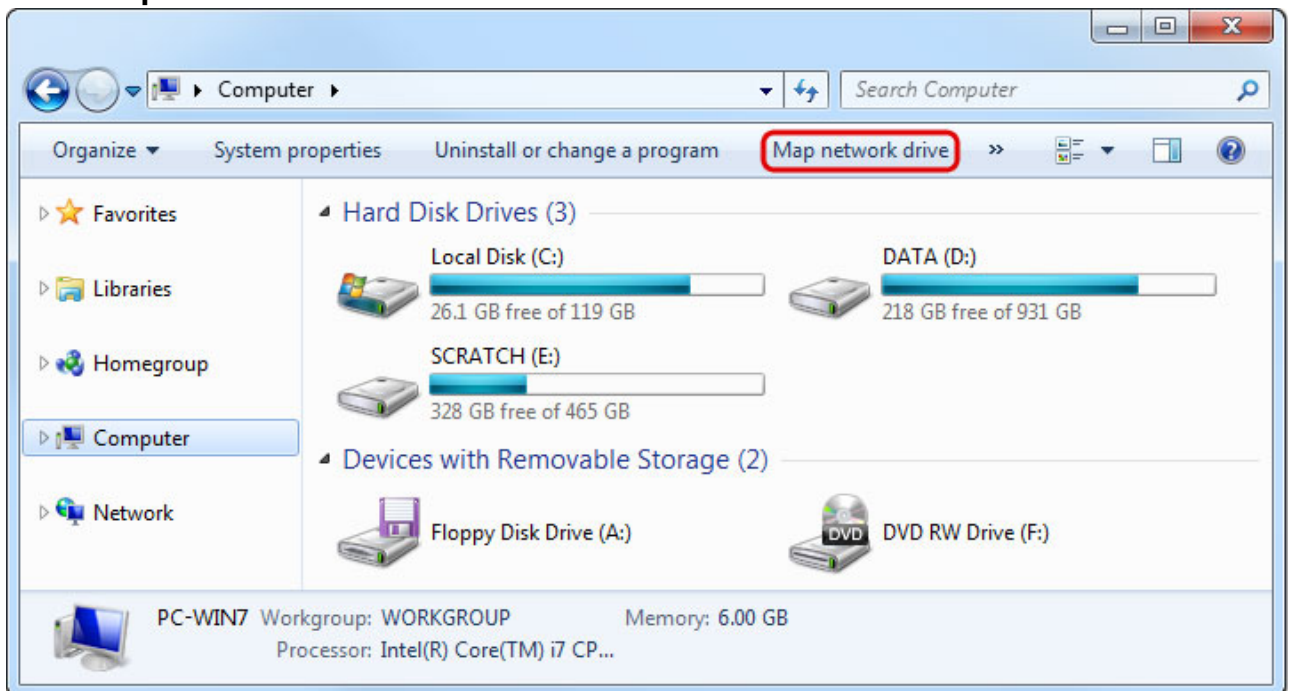 Computer
Search Computer
Organize System properties Uninstall or change a program Map network drive »
Favorites
Libraries
Homegroup
Computer
Network
Hard Disk Drives (3)
Local Disk (C:)
26.1 GB free of 119 GB
DATA (D:)
218 GB free of 931 GB
SCRATCH (E:)
328 GB free of 465 GB
Devices with Removable Storage (2)
Floppy Disk Drive (A:)
DVD
DVD RW Drive (F:)
PC-WIN7 Workgroup: WORKGROUP Memory: 6.00 GB
Processor: Intel(R) Core(TM) i7 CP...